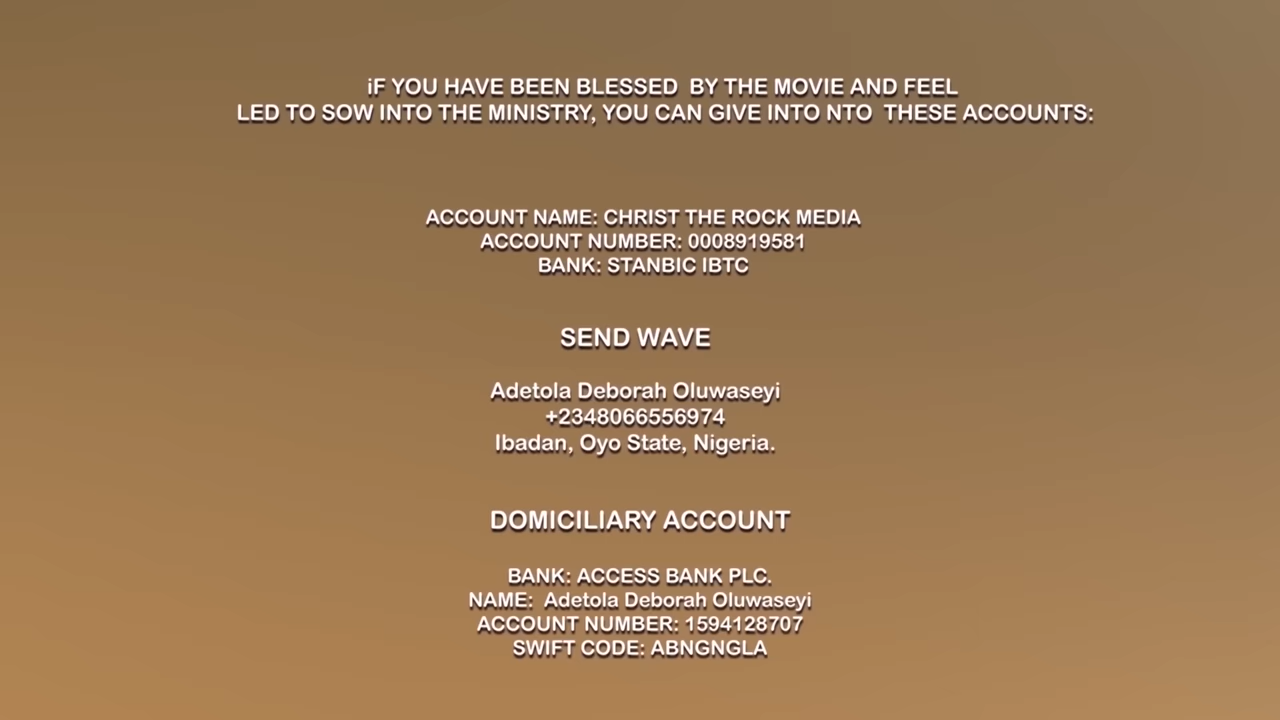 iF YOU HAVE BEEN BLESSED BY THE MOVIE AND FEEL
LED TO SOW INTO THE MINISTRY, YOU CAN GIVE INTO NTO THESE ACCOUNTS:
ACCOUNT NAME: CHRIST THE ROCK MEDIA
ACCOUNT NUMBER: 0008919581
BANK: STANBIC IBTC
SEND WAVE
Adetola Deborah Oluwaseyi
+2348066556974
Ibadan, Oyo State, Nigeria.
DOMICILIARY ACCOUNT
BANK: ACCESS BANK PLC.
NAME: Adetola Deborah Oluwaseyi
ACCOUNT NUMBER: 1594128707
SWIFT CODE: ABNGNGLA